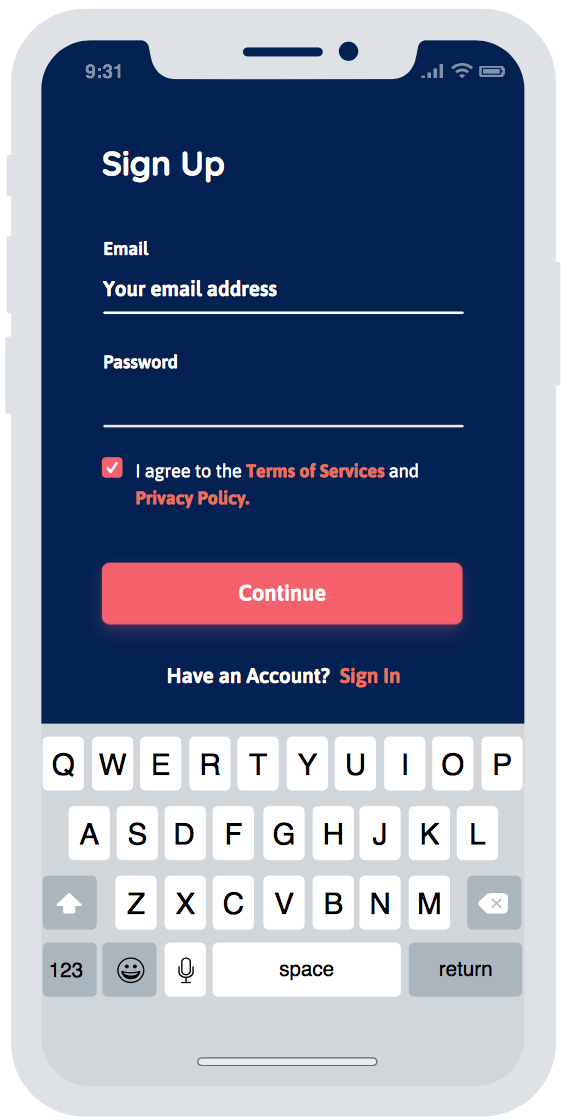 9:31
Sign Up
Email
Your email address
Password
I agree to the Terms of Services and
Privacy Policy.
Continue
Have an Account? Sign In
Q W E R T Y U I O P
A S D F G H J K L
Z X C V B N M
123 space return